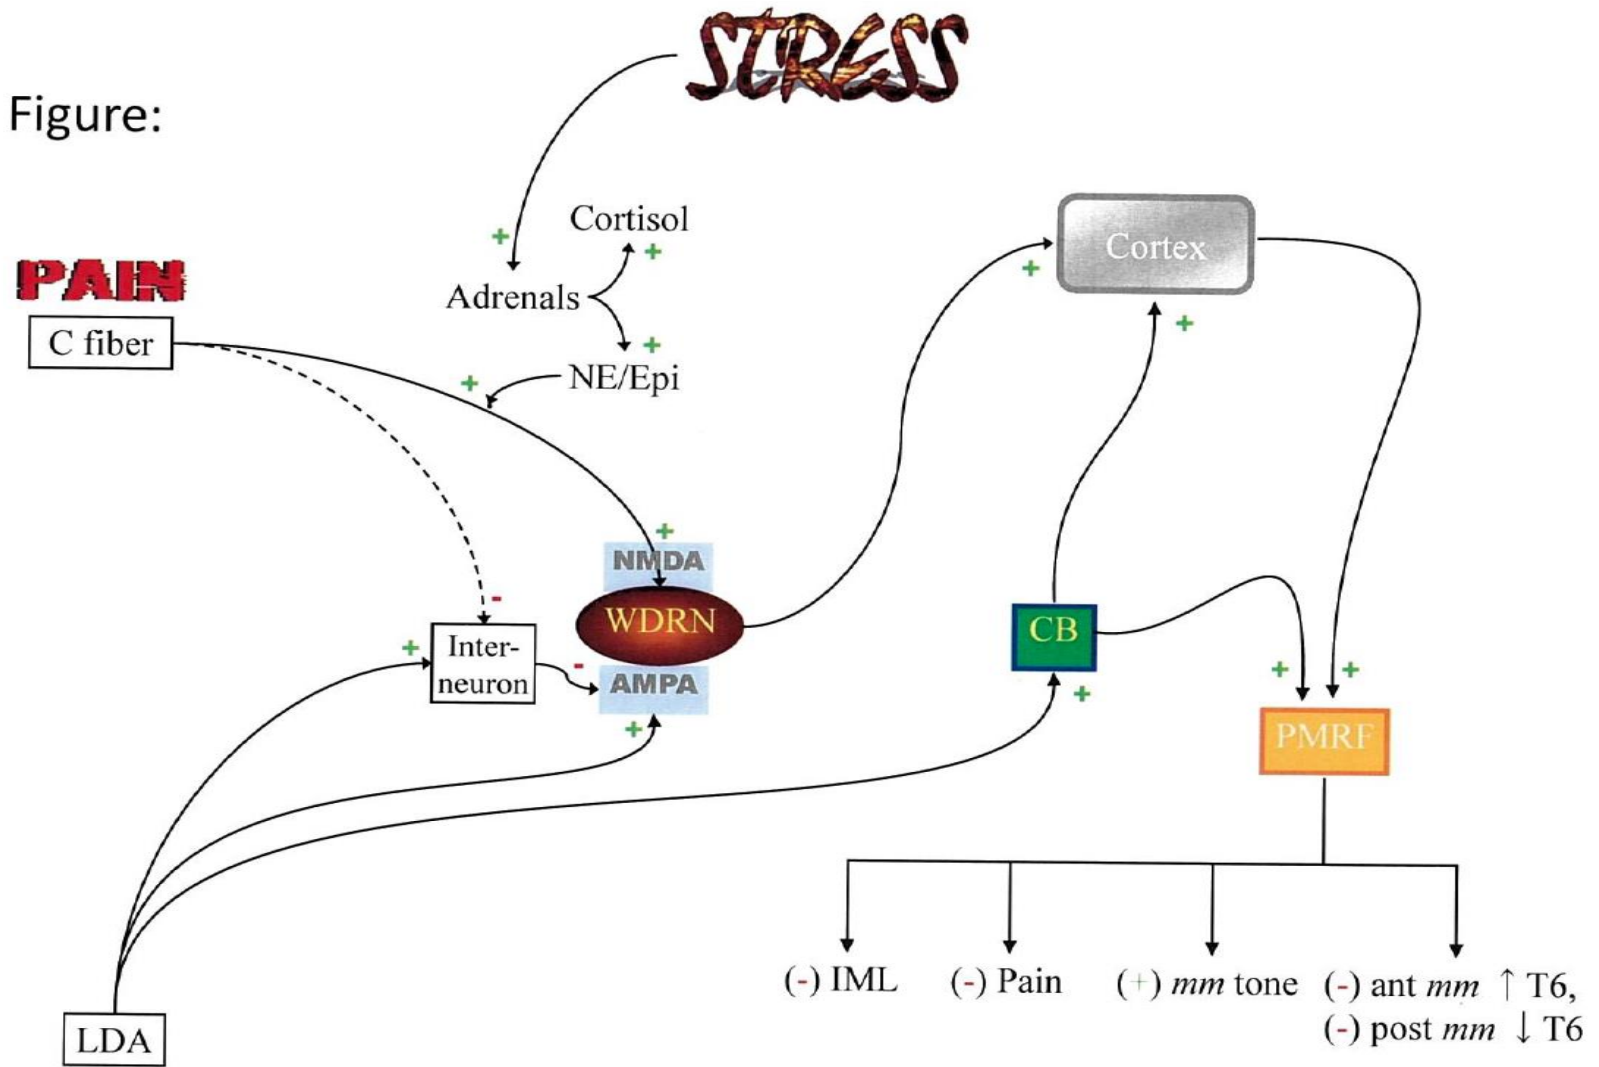 STRESS
Figure:
Cortisol
+
+
Cortex
+
PAIN
Adrenals
C fiber
+
+
+
NE/Epi
+
NMDA
-
WDRN
CB
+
Inter-
neuron
-
AMPA
+
+
+
+
PMRF
(-) IML
(-) Pain
(+) mm tone
(-) ant mm ↑ T6,
(-) post mm ↓ T6
LDA